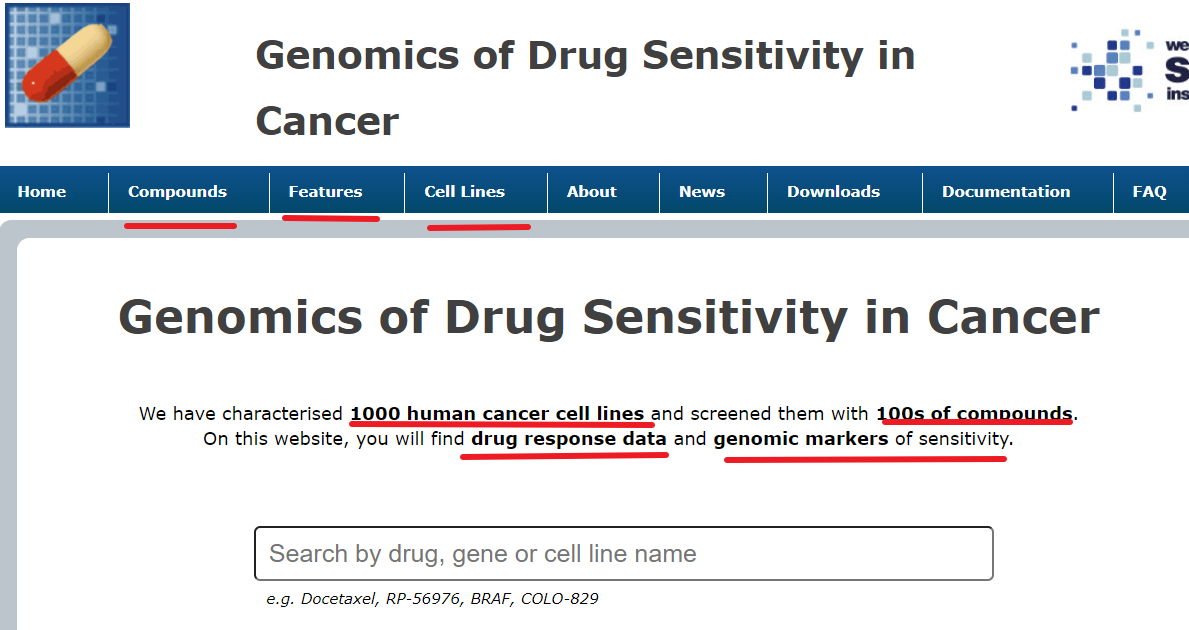 Genomics of Drug Sensitivity in
Cancer
we
S
ins
Home Compounds Features Cell Lines About News Downloads Documentation FAQ
Genomics of Drug Sensitivity in Cancer
We have characterised 1000 human cancer cell lines and screened them with 100s of compounds.
On this website, you will find drug response data and genomic markers of sensitivity.
Search by drug, gene or cell line name
e.g. Docetaxel, RP-56976, BRAF, COLO-829